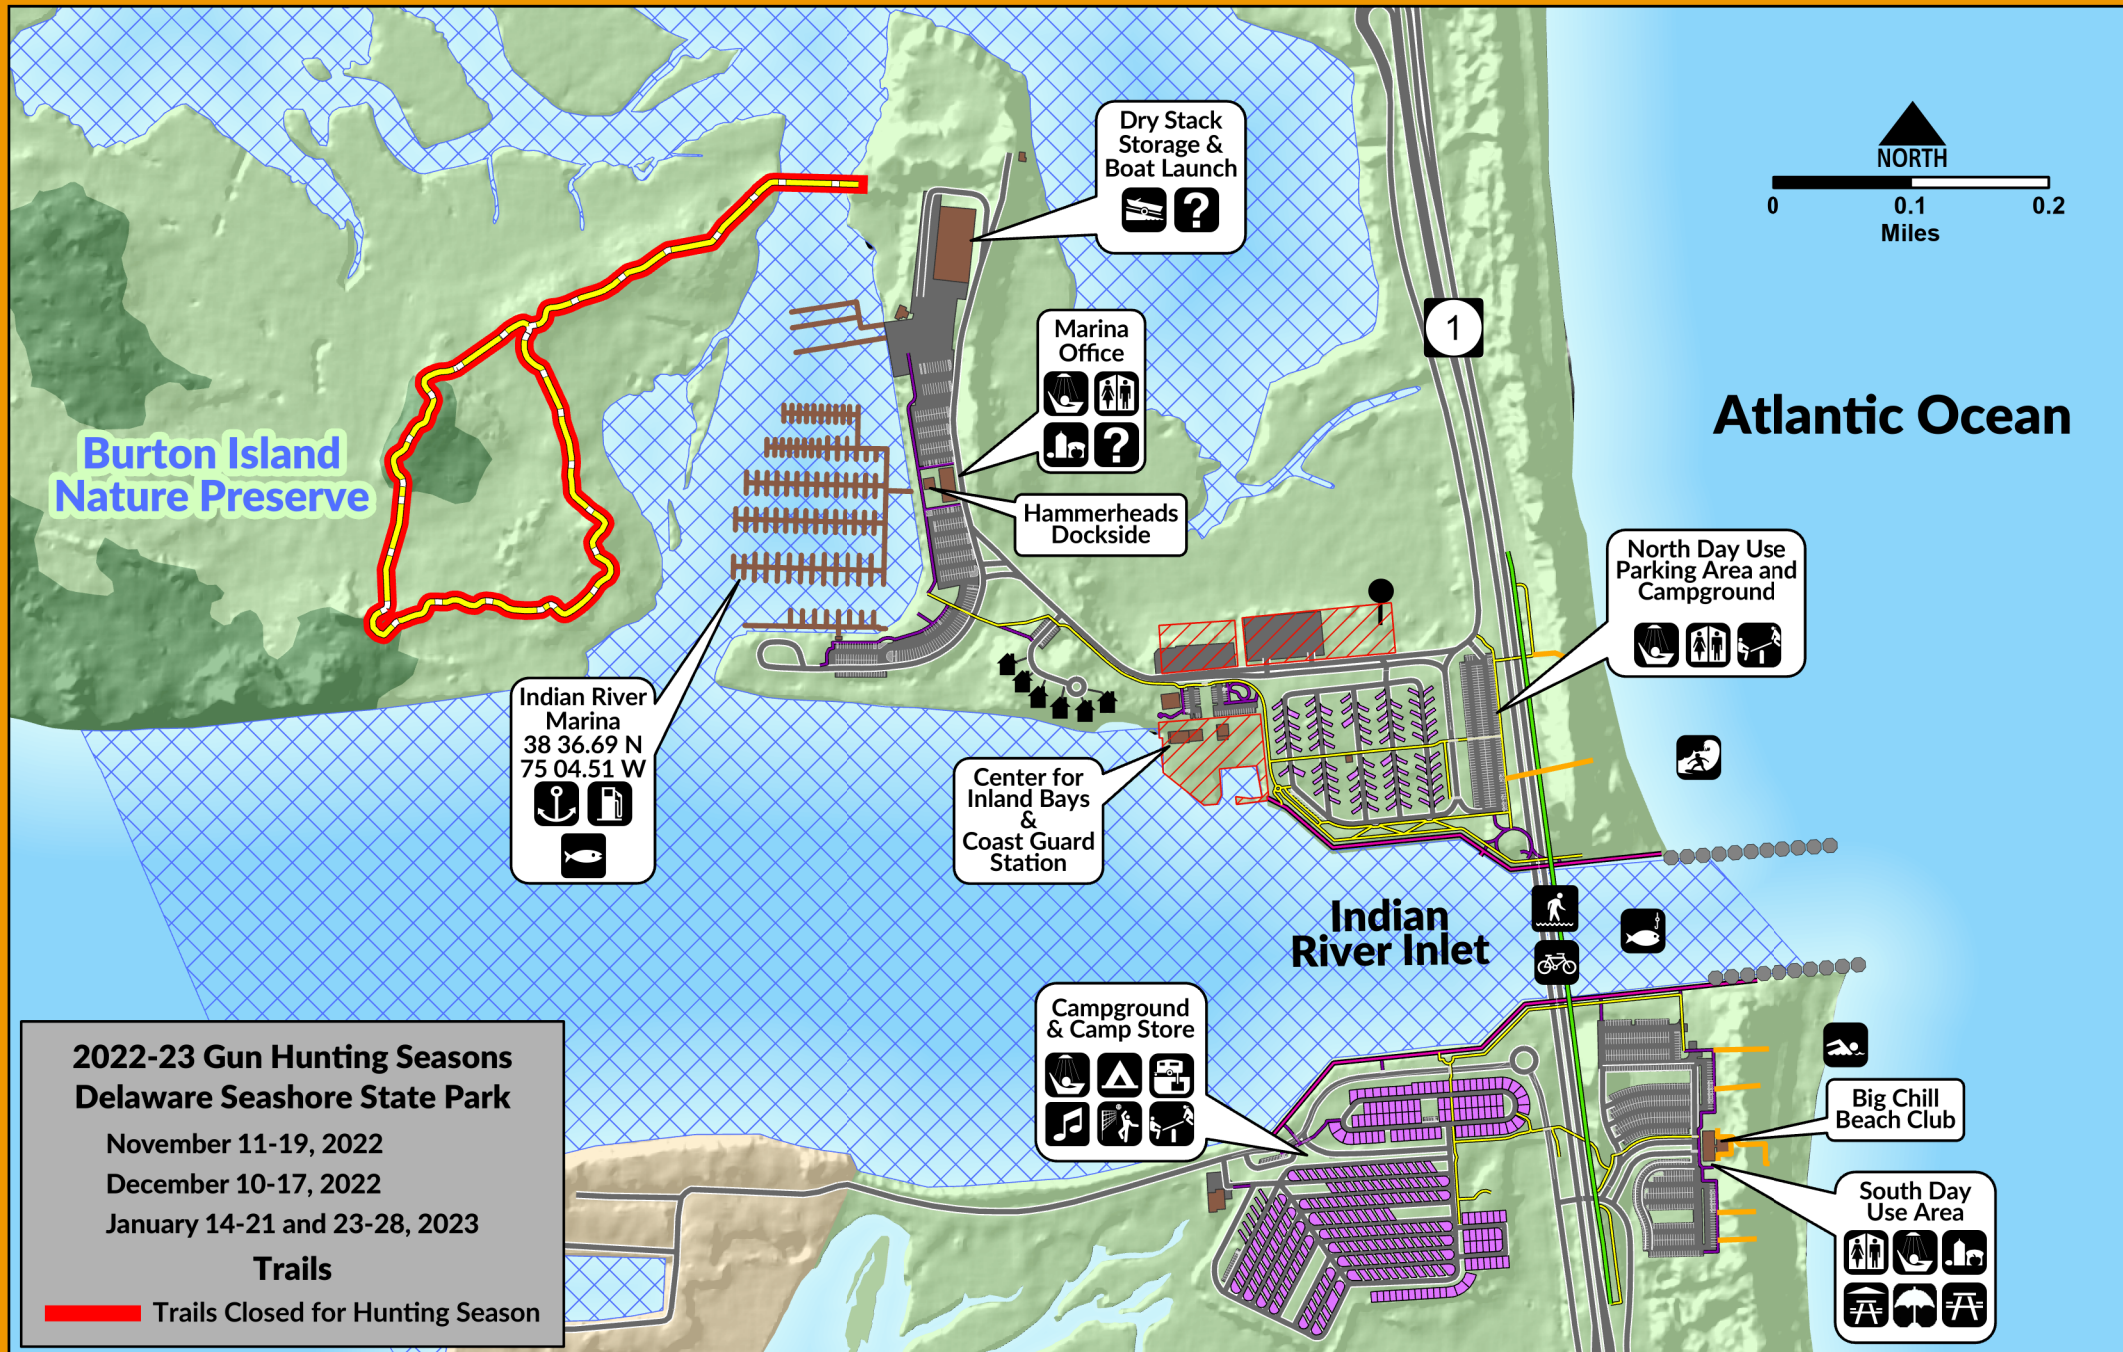 Dry Stack
Storage &
Boat Launch
?
NORTH
0
0.1
0.2
Miles
Marina
Office
?
1
Atlantic Ocean
Burton Island
Nature Preserve
Hammerheads
Dockside
North Day Use
Parking Area and
Campground
Indian River
Marina
38 36.69 N
75 04.51 W
Center for
Inland Bays
&
Coast Guard
Station
Indian
River Inlet
Campground
& Camp Store
Big Chill
Beach Club
South Day
Use Area
2022-23 Gun Hunting Seasons
Delaware Seashore State Park
November 11-19, 2022
December 10-17, 2022
January 14-21 and 23-28, 2023
Trails
Trails Closed for Hunting Season